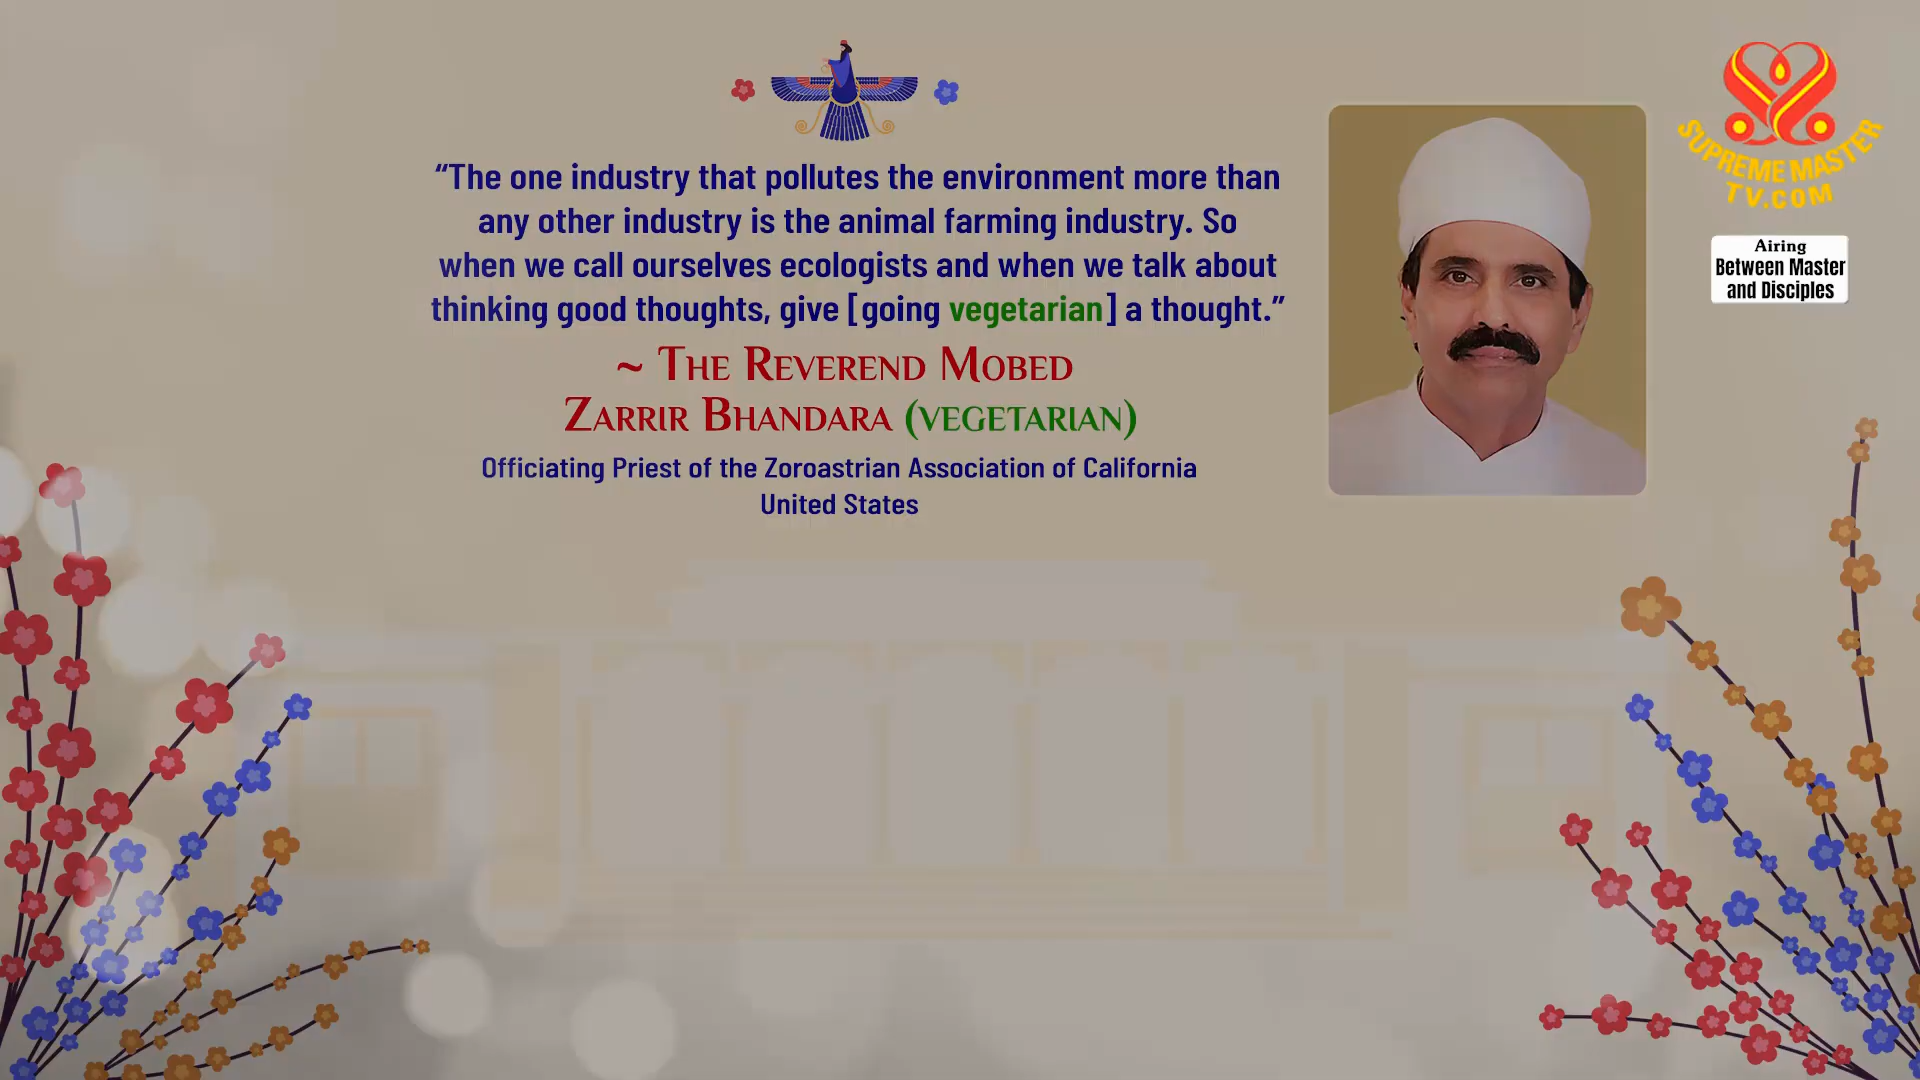 “The one industry that pollutes the environment more than
any other industry is the animal farming industry. So
when we call ourselves ecologists and when we talk about
thinking good thoughts, give [going vegetarian] a thought.”
~ The Reverend Mobed
Zarrir Bhandara (vegetarian)
Officiating Priest of the Zoroastrian Association of California
United States
SUPREME MASTER
TV.COM
Airing
Between Master
and Disciples